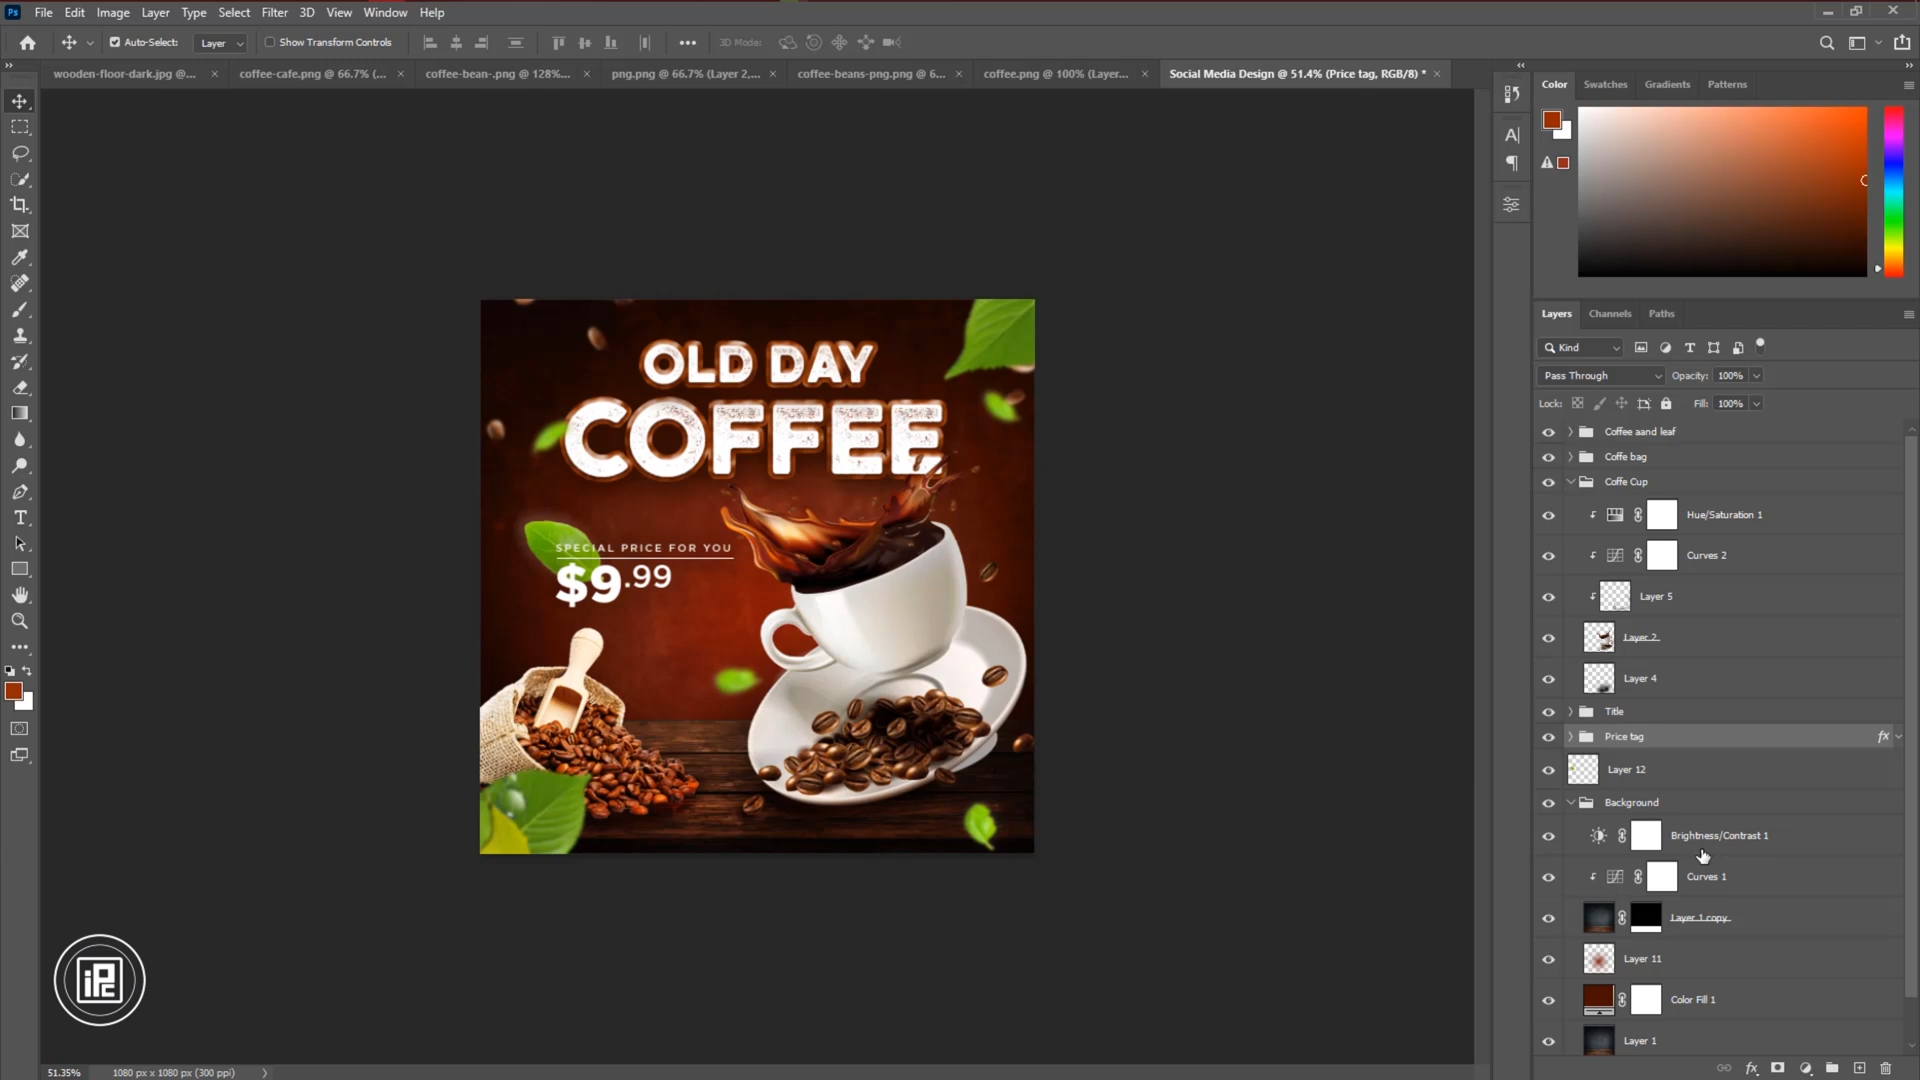 Ps File Edit Image Layer Type Select Filter 3D View Window Help
Auto-Select: Layer Show Transform Controls 3D Mode:
wooden-floor-dark.jpg @... coffee-cafe.png @ 66.7% (... coffee-bean-.png @ 128%... png.png @ 66.7% (Layer 2,... coffee-beans-png.png @ 6... coffee.png @ 100% (Layer... Social Media Design @ 51.4% (Price tag, RGB/8) *
Color Swatches Gradients Patterns
OLD DAY
COFFEE
SPECIAL PRICE FOR YOU
$9.99
Layers Channels Paths
Kind
Pass Through Opacity: 100%
Lock: Fill: 100%
Coffee aand leaf
Coffe bag
Coffe Cup
Hue/Saturation 1
Curves 2
Layer 5
Layer 2
Layer 4
Title
Price tag fx
Layer 12
Background
Brightness/Contrast 1
Curves 1
Layer 1 copy
Layer 11
Color Fill 1
Layer 1
fx
iPC
51.35% 1080 px x 1080 px (300 ppi)